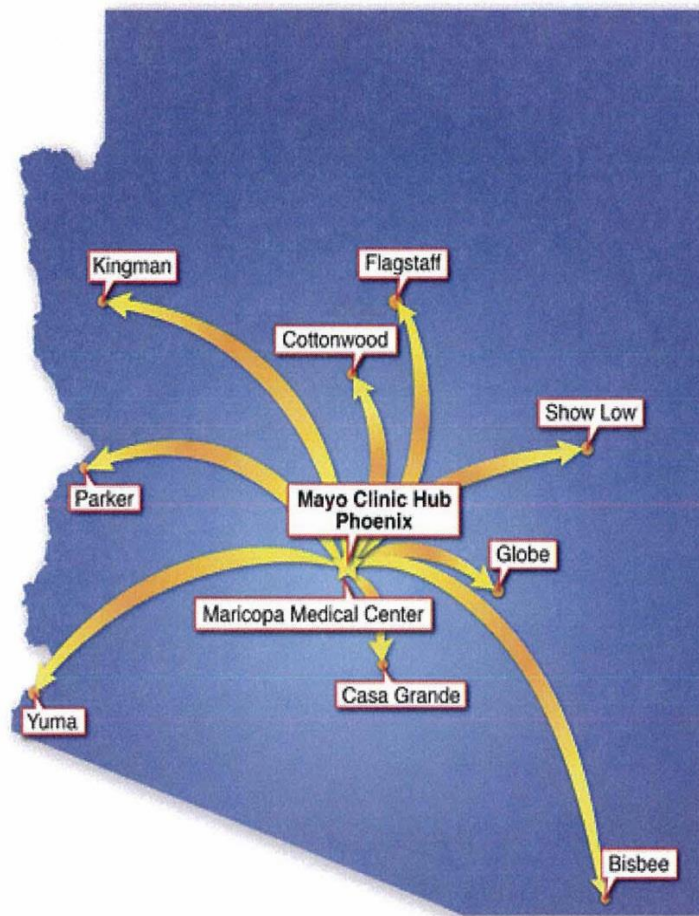 Kingman
Flagstaff
Cottonwood
Show Low
Parker
Mayo Clinic Hub
Phoenix
Globe
Maricopa Medical Center
Casa Grande
Yuma
Bisbee